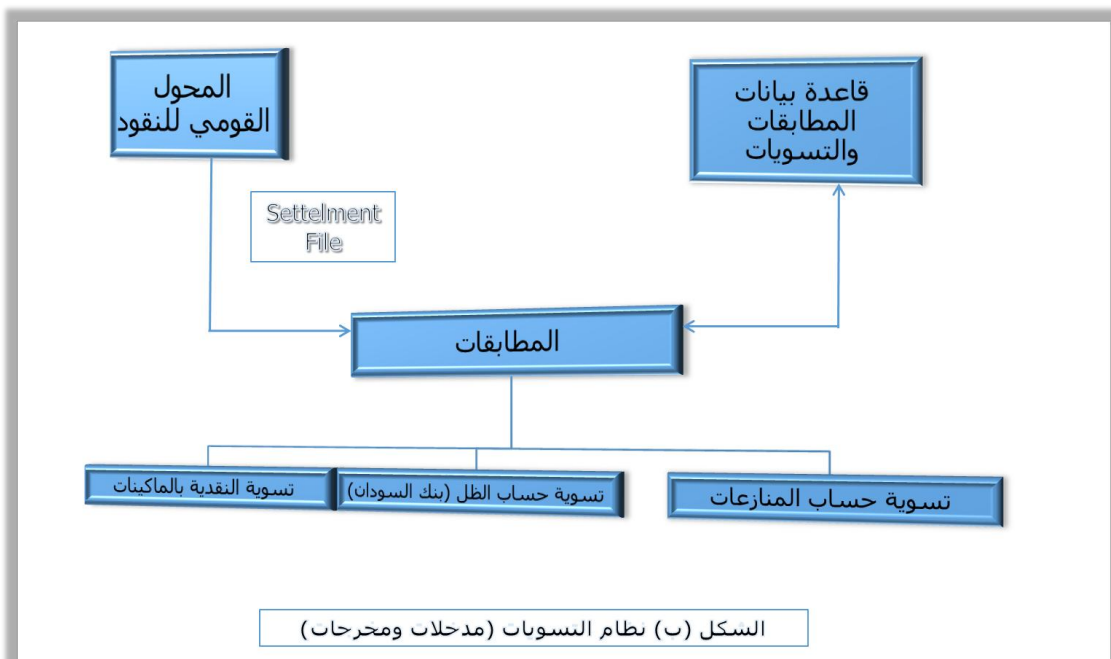 المحول
القومي للنقود
قاعدة بيانات
المطابقات
والتسويات
Settelment
File
المطابقات
تسوية النقدية بالماكينات
تسوية حساب الظل (بنك السودان)
تسوية حساب المنازعات
الشكل (ب) نظام التسويات (مدخلات ومخرجات)